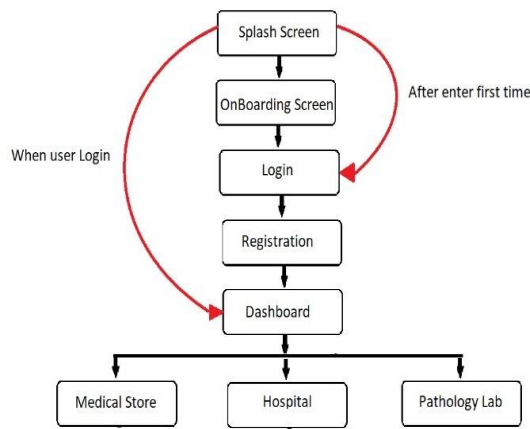 Splash Screen
OnBoarding Screen
After enter first time
When user Login
Login
Registration
Dashboard
Medical Store
Hospital
Pathology Lab